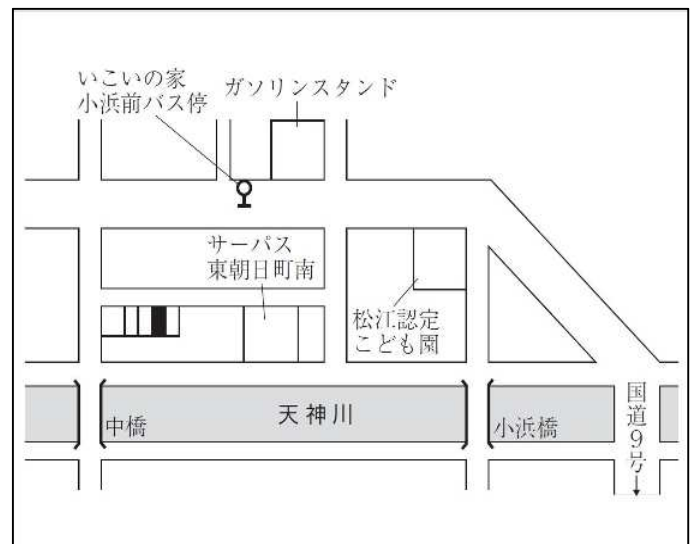 いこいの家
小浜前バス停
ガソリンスタンド
サーパス
東朝日町南
松江認定
こども園
中橋
天神川
小浜橋
国道9号